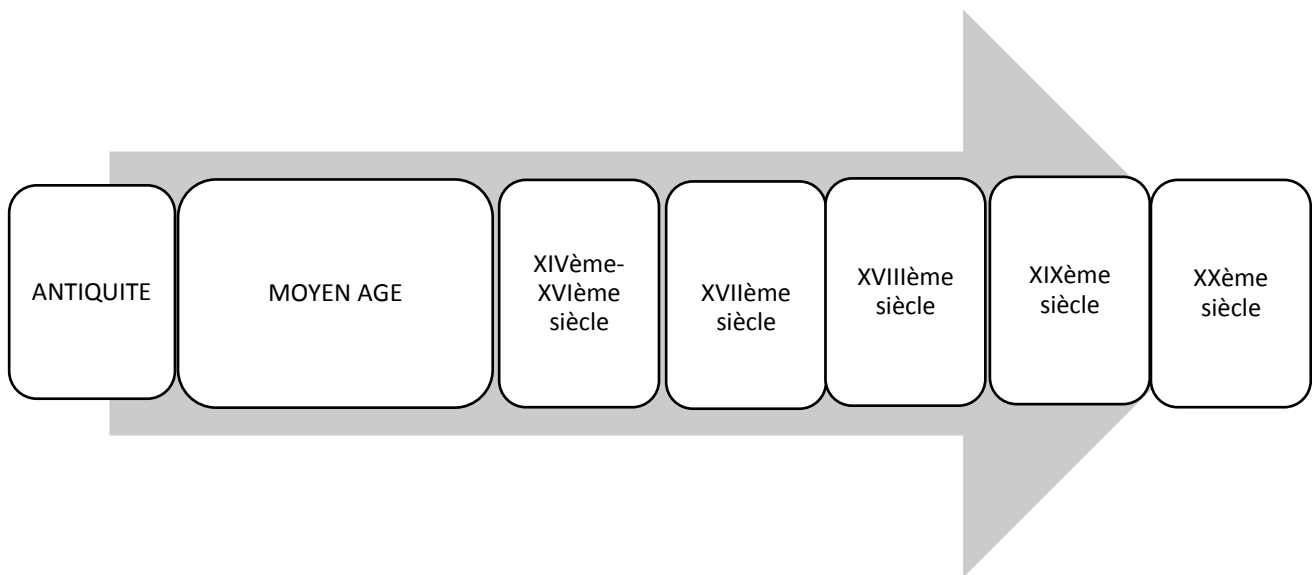 ANTIQUITE
MOYEN AGE
XIVème-
XVIème
siècle
XVIIème
siècle
XVIIIème
siècle
XIXème
siècle
XXème
siècle